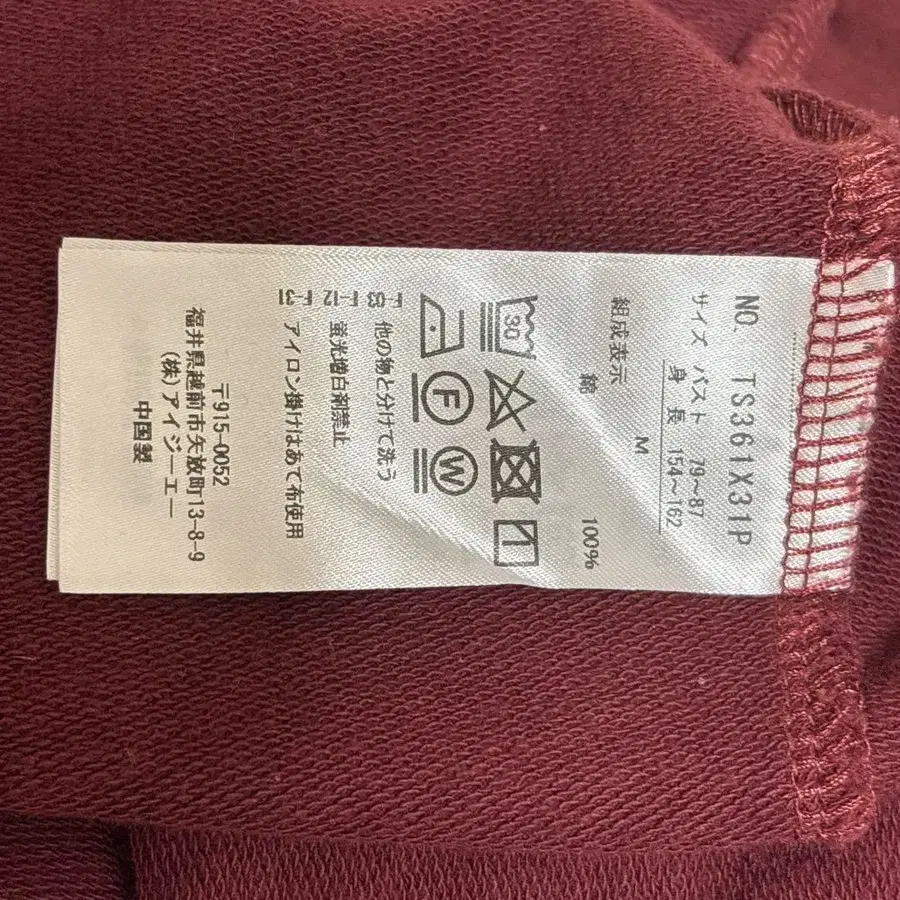 NO. TS361X31P
サイズ バスト 79～87
身長 154～162
M
組成表示
綿 100%
30
F W
F-03 他の物と分けて洗う
F-12 蛍光増白剤禁止
F-31 アイロン掛けはあて布使用
〒915-0052
福井県越前市矢放町13-8-9
(株)アイジーエー
中国製